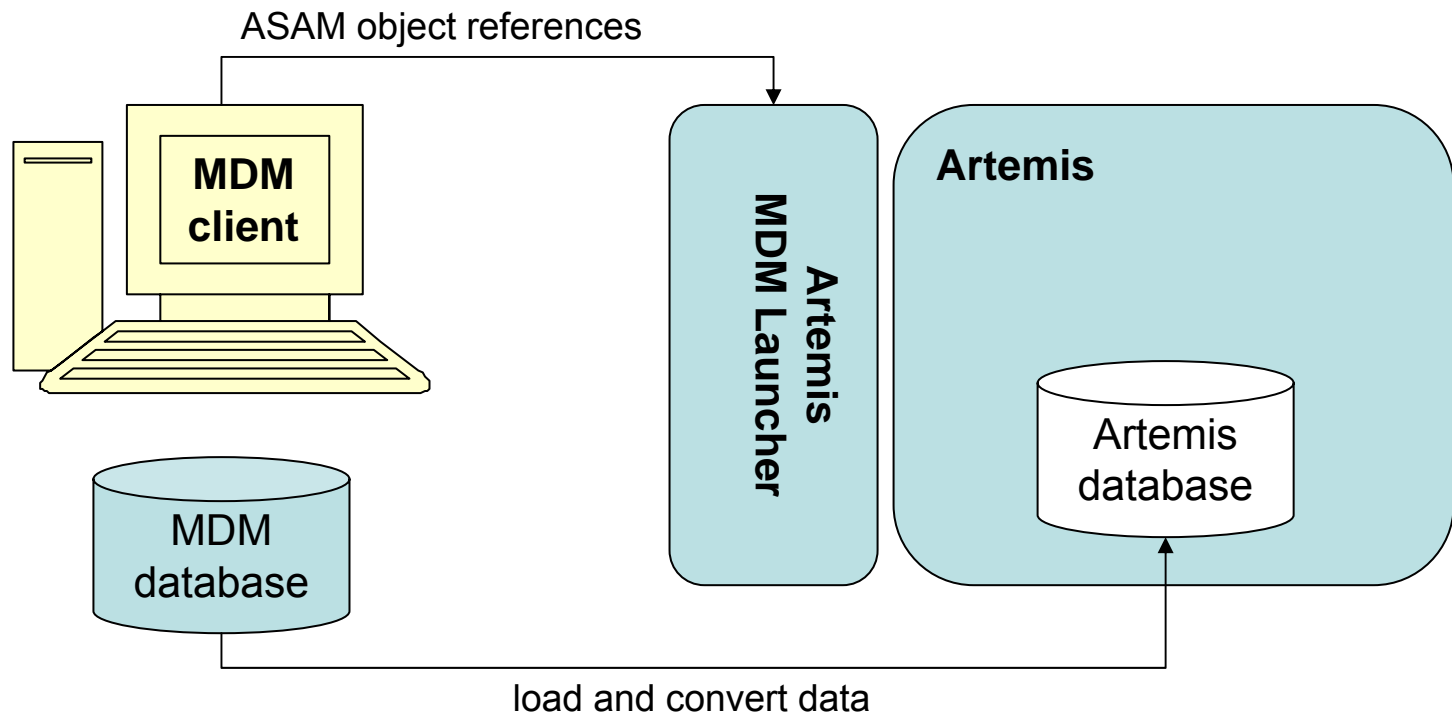 ASAM object references
MDM
client
Artemis
MDM Launcher
Artemis
Artemis
database
MDM
database
load and convert data